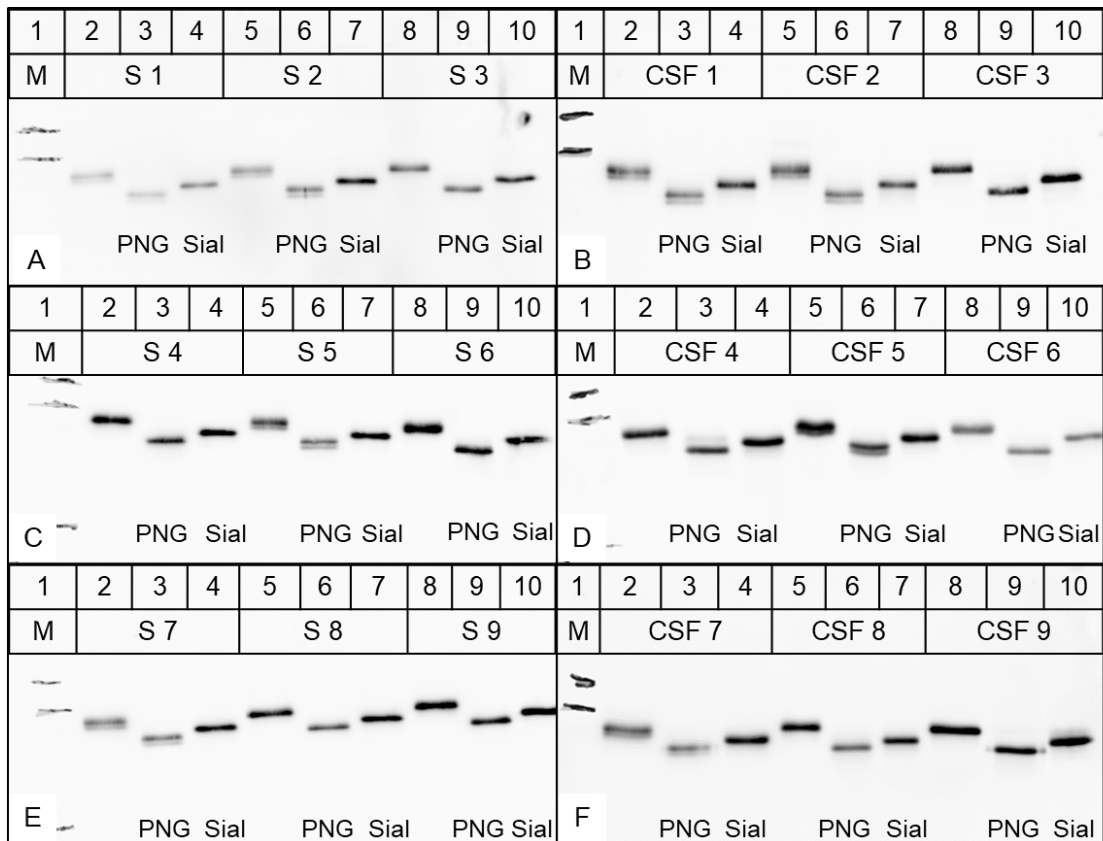 1 2 3 4 5 6 7 8 9 10
M S 1 S 2 S 3
PNG Sial PNG Sial PNG Sial
A
1 2 3 4 5 6 7 8 9 10
M CSF 1 CSF 2 CSF 3
PNG Sial PNG Sial PNG Sial
B
1 2 3 4 5 6 7 8 9 10
M S 4 S 5 S 6
PNG Sial PNG Sial PNG Sial
C
1 2 3 4 5 6 7 8 9 10
M CSF 4 CSF 5 CSF 6
PNG Sial PNG Sial PNG Sial
D
1 2 3 4 5 6 7 8 9 10
M S 7 S 8 S 9
PNG Sial PNG Sial PNG Sial
E
1 2 3 4 5 6 7 8 9 10
M CSF 7 CSF 8 CSF 9
PNG Sial PNG Sial PNG Sial
F